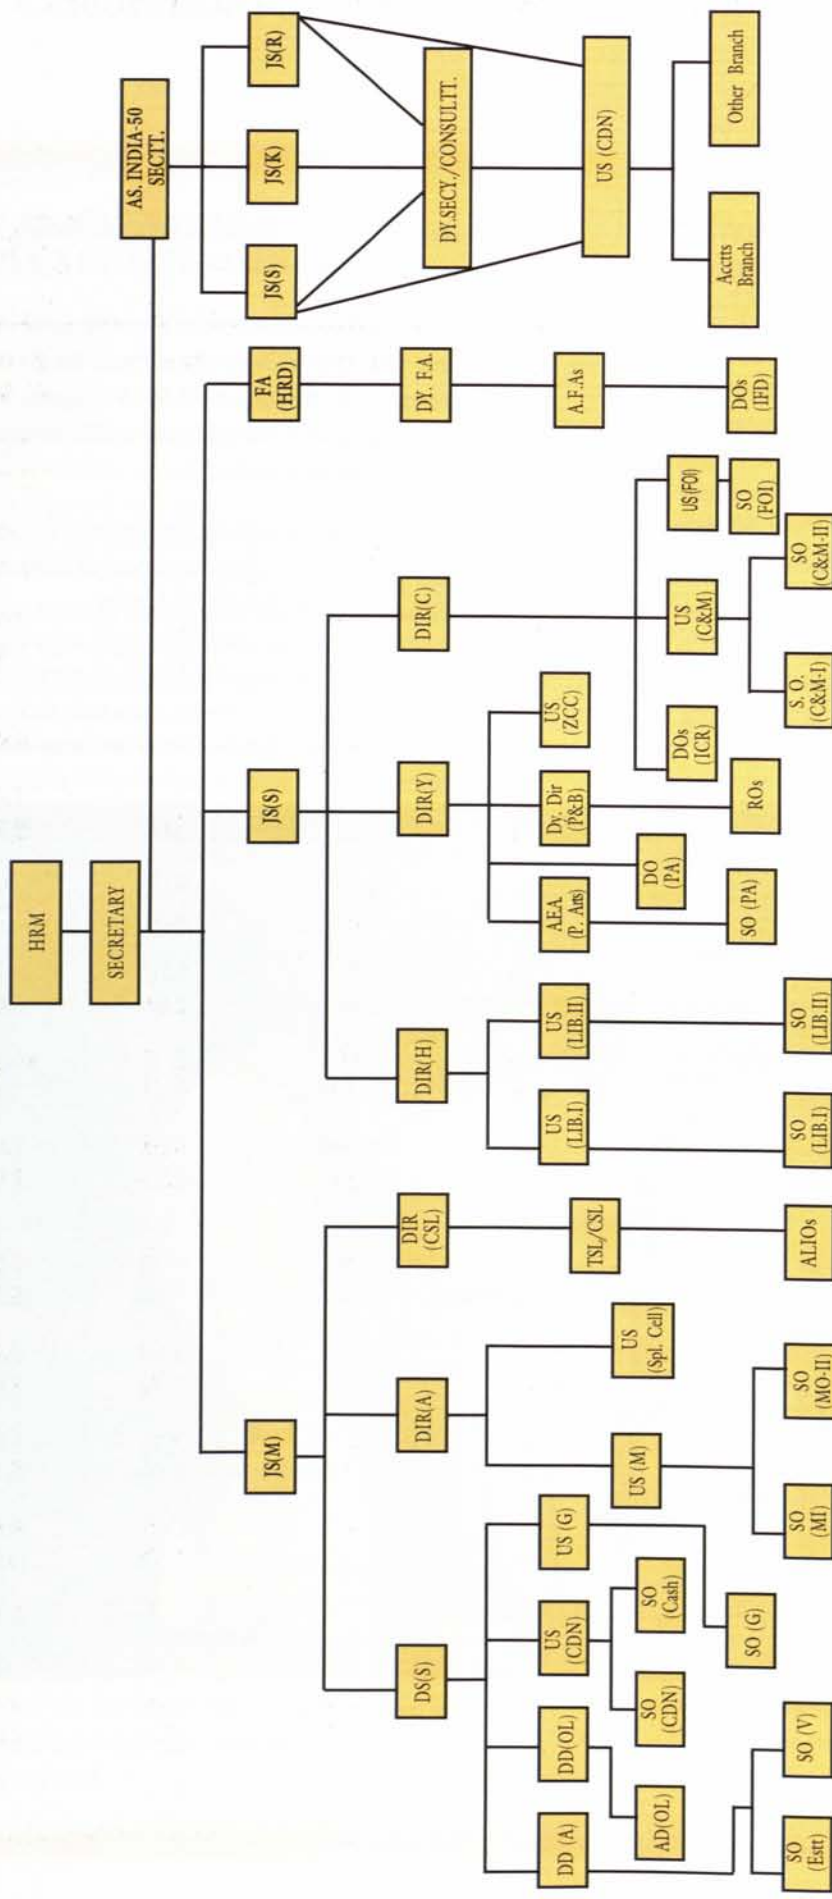 HRM
SECRETARY
AS. INDIA-50
SECTT.
JS(M)
JS(S)
FA
(HRD)
JS(S)
JS(K)
JS(R)
DS(S)
DIR(A)
DIR
(CSL)
DIR(H)
DIR(Y)
DIR(C)
DY. F.A.
DY.SECY./CONSULTT.
DD (A)
DD(OL)
US
(CDN)
US (G)
US (M)
US
(Spl. Cell)
TSL/CSL
US
(LIB.I)
US
(LIB.II)
AEA.
(P. Arts)
Dy. Dir
(P&B)
US
(ZCC)
A.F.As
US (CDN)
AD(OL)
SO
(CDN)
SO
(Cash)
DO
(PA)
DOs
(ICR)
US
(C&M)
US(FOI)
SO (G)
SO (PA)
ROs
SO
(FOI)
DOs
(IFD)
Acctts
Branch
Other Branch
SO
(Estt)
SO (V)
SO
(MI)
SO
(MO-II)
ALIOs
SO
(LIB.I)
SO
(LIB.II)
S. O.
(C&M-I)
SO
(C&M-II)